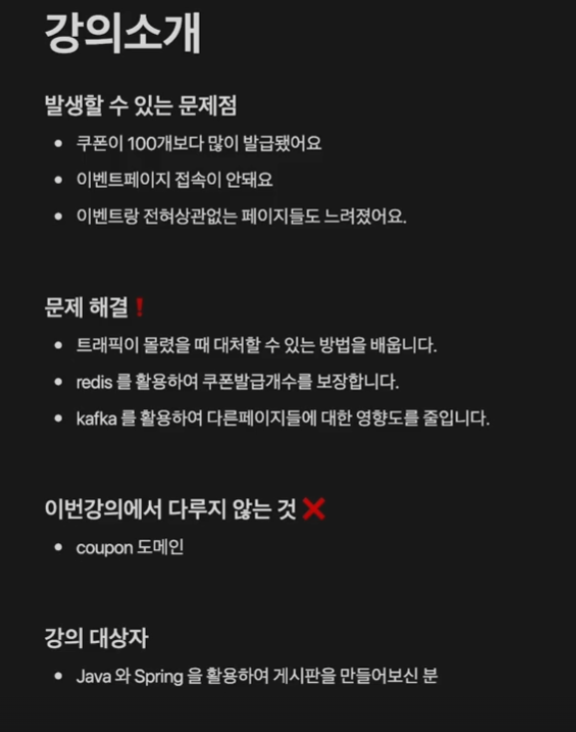 강의소개
발생할 수 있는 문제점
• 쿠폰이 100개보다 많이 발급됐어요
• 이벤트페이지 접속이 안돼요
• 이벤트랑 전혀상관없는 페이지들도 느려졌어요.
문제 해결❗
• 트래픽이 몰렸을 때 대처할 수 있는 방법을 배웁니다.
• redis 를 활용하여 쿠폰발급개수를 보장합니다.
• kafka 를 활용하여 다른페이지들에 대한 영향도를 줄입니다.
이번강의에서 다루지 않는 것 ❌
• coupon 도메인
강의 대상자
• Java 와 Spring 을 활용하여 게시판을 만들어보신 분